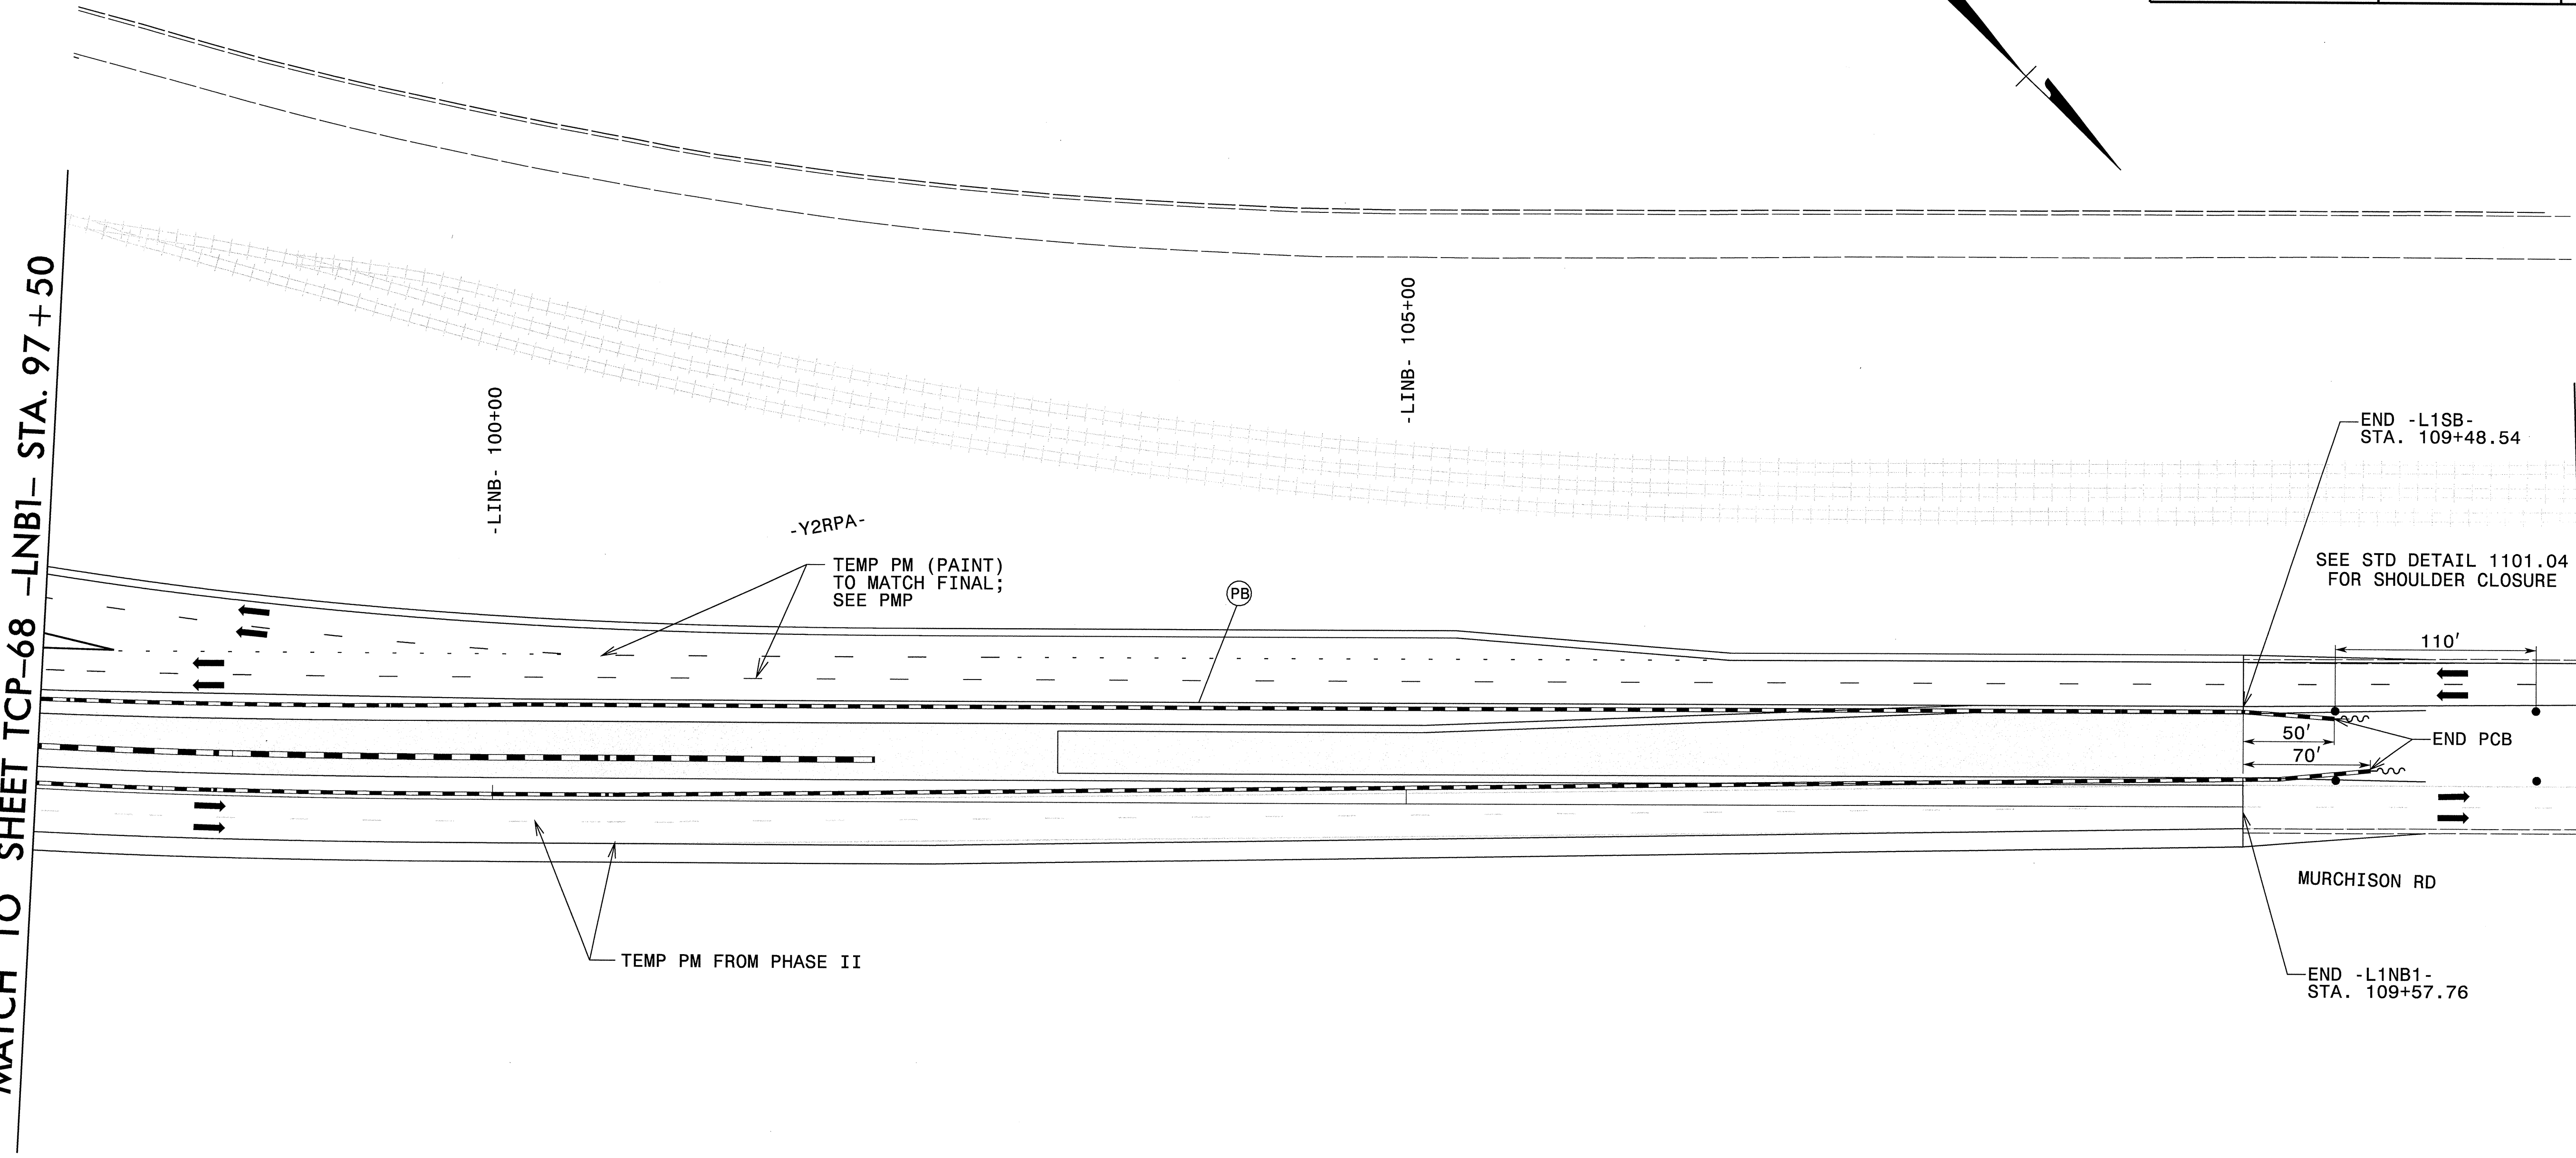 MATCH TO SHEET TCP-68 -LNB1- STA. 97+50
-LINB- 100+00
-LINB- 105+00
-Y2RPA-
TEMP PM (PAINT)
TO MATCH FINAL;
SEE PMP
PB
END -L1SB-
STA. 109+48.54
SEE STD DETAIL 1101.04
FOR SHOULDER CLOSURE
110'
50'
70'
END PCB
MURCHISON RD
TEMP PM FROM PHASE II
END -L1NB1-
STA. 109+57.76